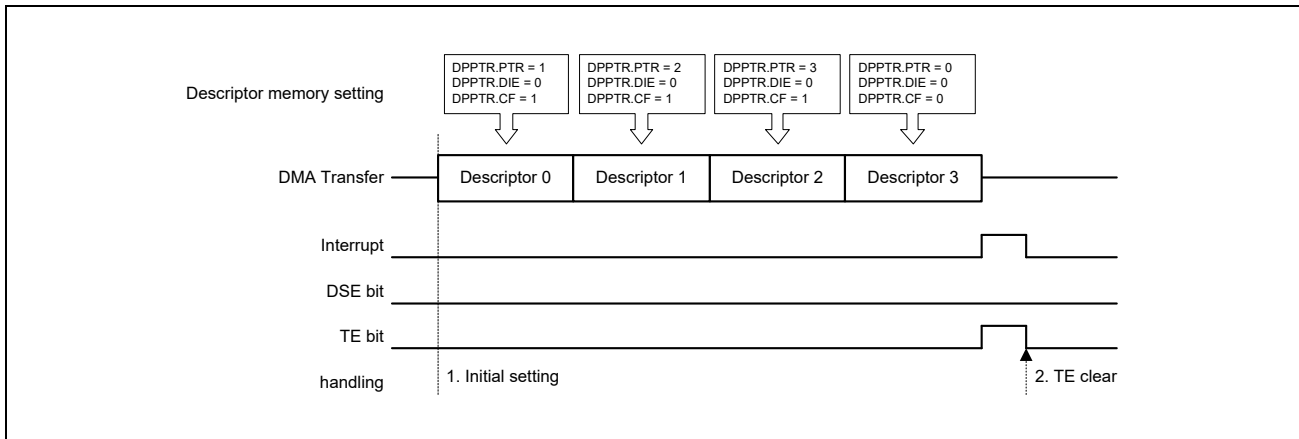 DPPTR.PTR = 1
DPPTR.DIE = 0
DPPTR.CF = 1
DPPTR.PTR = 2
DPPTR.DIE = 0
DPPTR.CF = 1
DPPTR.PTR = 3
DPPTR.DIE = 0
DPPTR.CF = 1
DPPTR.PTR = 0
DPPTR.DIE = 0
DPPTR.CF = 0
Descriptor memory setting
DMA Transfer
Descriptor 0
Descriptor 1
Descriptor 2
Descriptor 3
Interrupt
DSE bit
TE bit
handling
1. Initial setting
2. TE clear